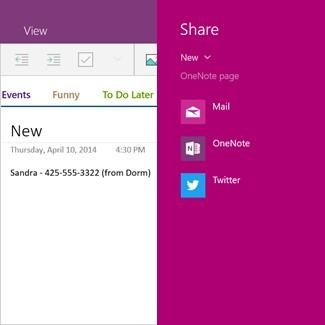 View
Events Funny To Do Later
New
Thursday, April 10, 2014 4:30 PM
Sandra - 425-555-3322 (from Dorm)
Share
New
OneNote page
Mail
N
OneNote
Twitter